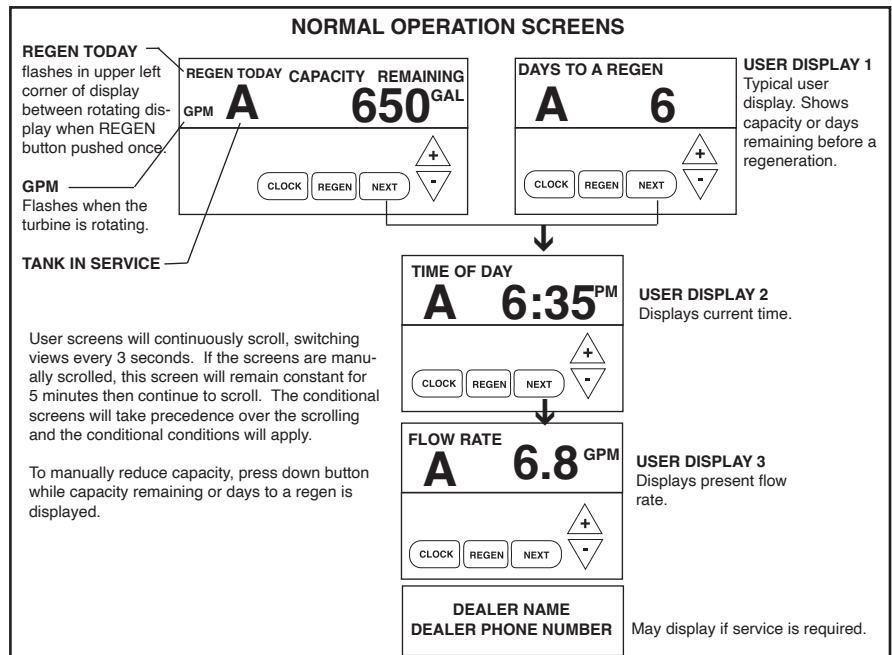 NORMAL OPERATION SCREENS
REGEN TODAY
flashes in upper left
corner of display
between rotating dis-
play when REGEN
button pushed once.
GPM
Flashes when the
turbine is rotating.
TANK IN SERVICE
REGEN TODAY CAPACITY REMAINING
GPM A 650 GAL
CLOCK REGEN NEXT + -
DAYS TO A REGEN
A 6
CLOCK REGEN NEXT + -
USER DISPLAY 1
Typical user
display. Shows
capacity or days
remaining before a
regeneration.
TIME OF DAY
A 6:35 PM
CLOCK REGEN NEXT + -
USER DISPLAY 2
Displays current time.
User screens will continuously scroll, switching
views every 3 seconds. If the screens are manu-
ally scrolled, this screen will remain constant for
5 minutes then continue to scroll. The conditional
screens will take precedence over the scrolling
and the conditional conditions will apply.
To manually reduce capacity, press down button
while capacity remaining or days to a regen is
displayed.
FLOW RATE
A 6.8 GPM
CLOCK REGEN NEXT + -
USER DISPLAY 3
Displays present flow
rate.
DEALER NAME
DEALER PHONE NUMBER
May display if service is required.